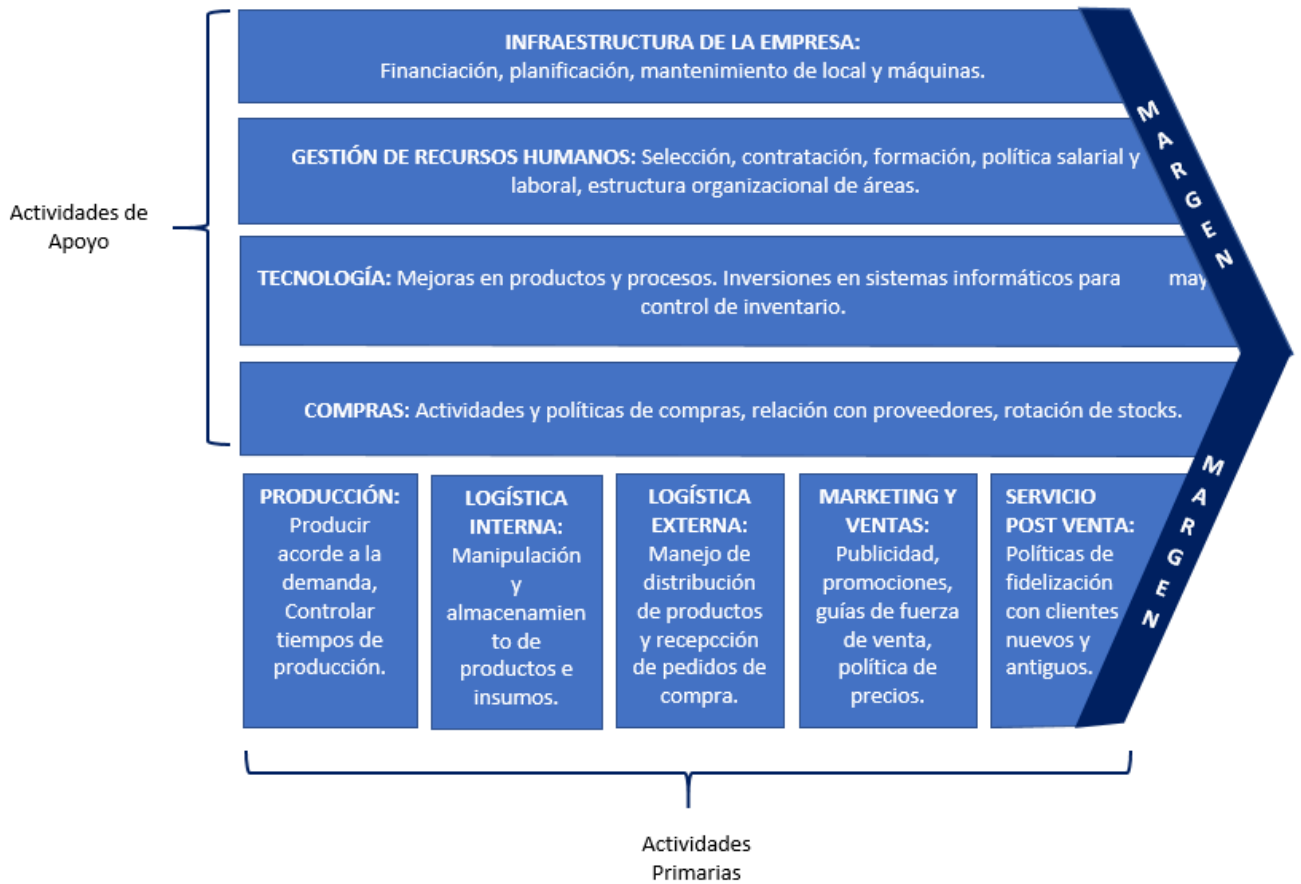 INFRAESTRUCTURA DE LA EMPRESA:
Financiación, planificación, mantenimiento de local y máquinas.
GESTIÓN DE RECURSOS HUMANOS: Selección, contratación, formación, política salarial y
laboral, estructura organizacional de áreas.
Actividades de
Apoyo
TECNOLOGÍA: Mejoras en productos y procesos. Inversiones en sistemas informáticos para may
control de inventario.
COMPRAS: Actividades y políticas de compras, relación con proveedores, rotación de stocks.
MARGEN
PRODUCCIÓN:
Producir
acorde a la
demanda,
Controlar
tiempos de
producción.
LOGÍSTICA
INTERNA:
Manipulación
y
almacenamien
to de
productos e
insumos.
LOGÍSTICA
EXTERNA:
Manejo de
distribución
de productos
y recepcción
de pedidos de
compra.
MARKETING Y
VENTAS:
Publicidad,
promociones,
guías de fuerza
de venta,
política de
precios.
SERVICIO
POST VENTA:
Políticas de
fidelización
con clientes
nuevos y
antiguos.
MARGEN
Actividades
Primarias